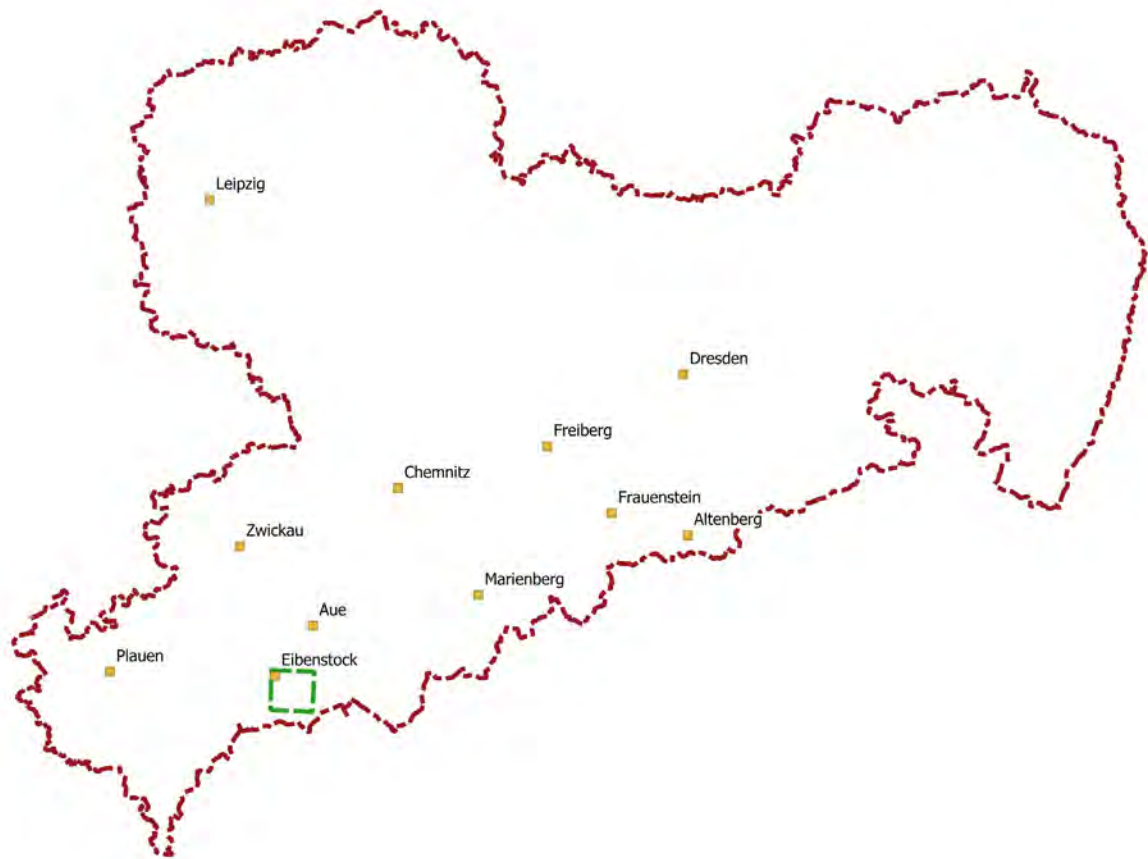 Leipzig
Dresden
Freiberg
Chemnitz
Frauenstein
Altenberg
Zwickau
Marienberg
Aue
Plauen
Eibenstock